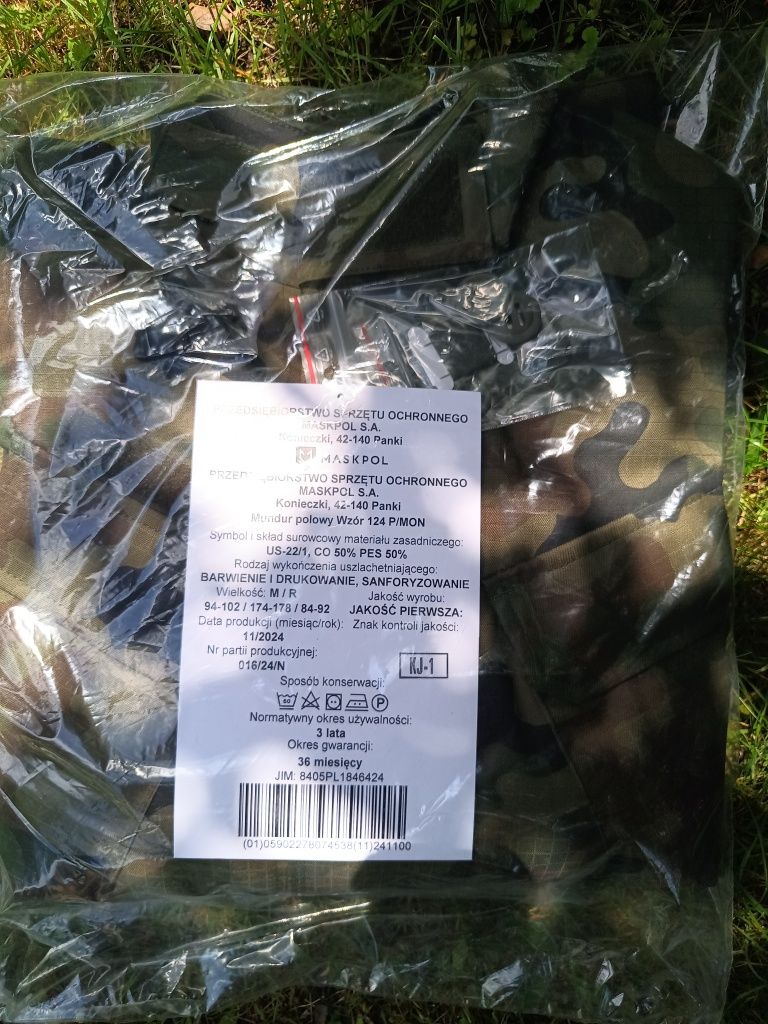 PRZEDSIĘBIORSTWO SPRZĘTU OCHRONNEGO
MASKPOL S.A.
Konieczki, 42-140 Panki
MASKPOL
PRZEDSIĘBIORSTWO SPRZĘTU OCHRONNEGO
MASKPOL S.A.
Konieczki, 42-140 Panki
Mundur polowy Wzór 124 P/MON
Symbol i skład surowcowy materiału zasadniczego:
US-22/1, CO 50% PES 50%
Rodzaj wykończenia uszlachetniającego:
BARWIENIE I DRUKOWANIE, SANFORYZOWANIE
Wielkość: M / R Jakość wyrobu:
94-102 / 174-178 / 84-92 JAKOŚĆ PIERWSZA:
Data produkcji (miesiąc/rok): Znak kontroli jakości:
11/2024
Nr partii produkcyjnej:
016/24/N
KJ-1
Sposób konserwacji:
60 P
Normatywny okres używalności:
3 lata
Okres gwarancji:
36 miesięcy
JIM: 8405PL1846424
(01)05902278074538(11)241100